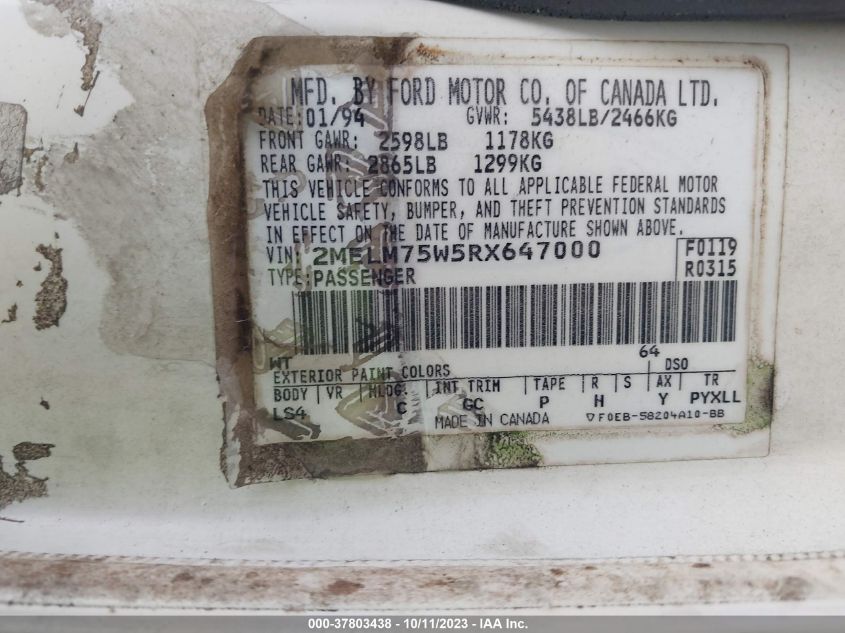 MFD. BY FORD MOTOR CO. OF CANADA LTD.
DATE: 01/94 GVWR: 5438LB/2466KG
FRONT GAWR: 2598LB 1178KG
REAR GAWR: 2865LB 1299KG
THIS VEHICLE CONFORMS TO ALL APPLICABLE FEDERAL MOTOR
VEHICLE SAFETY, BUMPER, AND THEFT PREVENTION STANDARDS
IN EFFECT ON THE DATE OF MANUFACTURE SHOWN ABOVE.
VIN: 2MELM75W5RX647000 F0119
TYPE: PASSENGER R0315
WT 64
EXTERIOR PAINT COLORS DSO
BODY VR MLDG. INT TRIM TAPE R S AX TR
LS4 C GC P H Y PYXLL
MADE IN CANADA ▽F0EB-58204A10-BB
000-37803438 - 10/11/2023 - © IAA Inc.